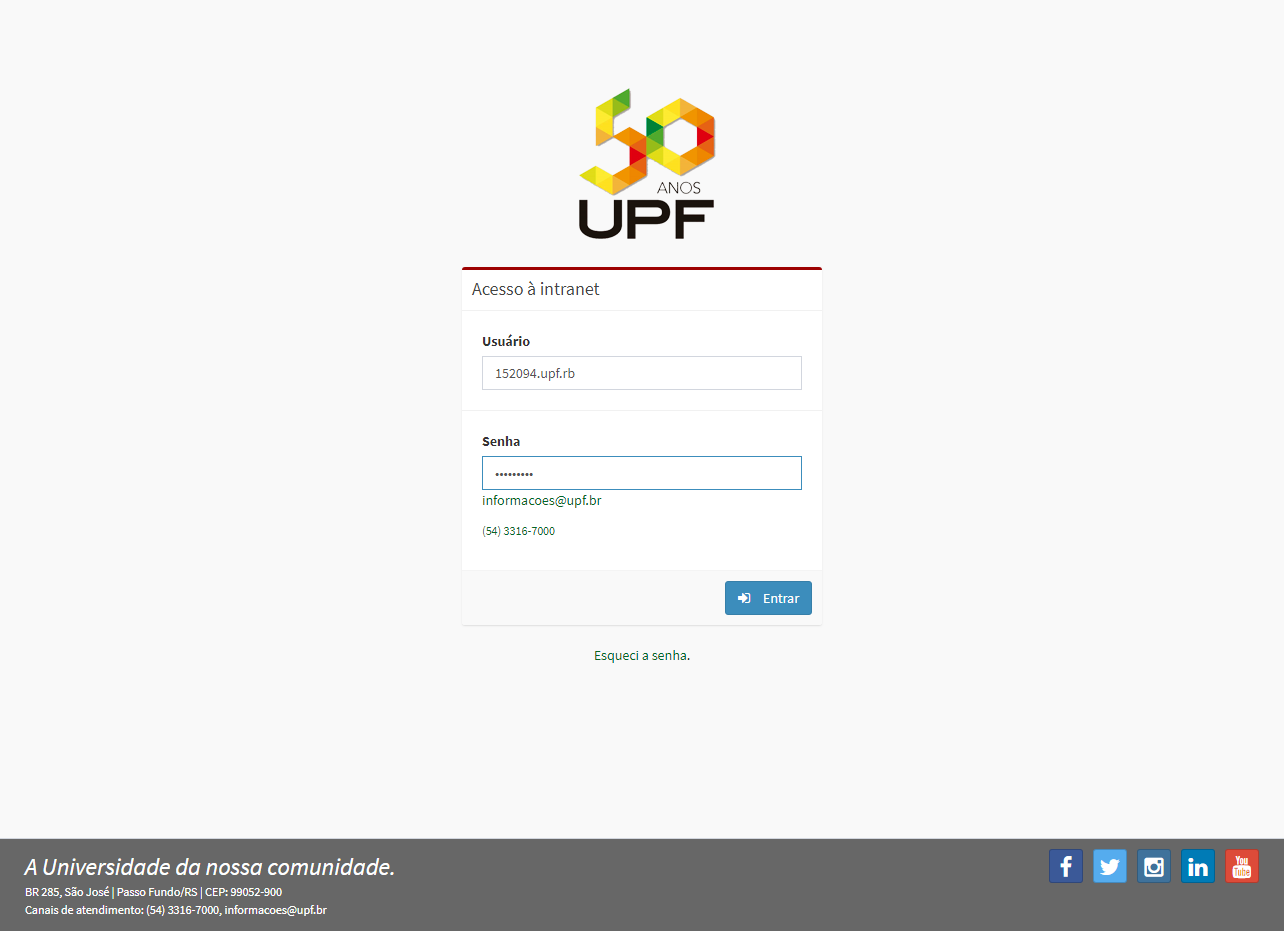 50
ANOS
UPF
Acesso à intranet
Usuário
152094.upf.rb
Senha
•••••••••
informacoes@upf.br
(54) 3316-7000
Entrar
Esqueci a senha.
A Universidade da nossa comunidade.
BR 285, São José | Passo Fundo/RS | CEP: 99052-900
Canais de atendimento: (54) 3316-7000, informacoes@upf.br
f
in
You
Tube